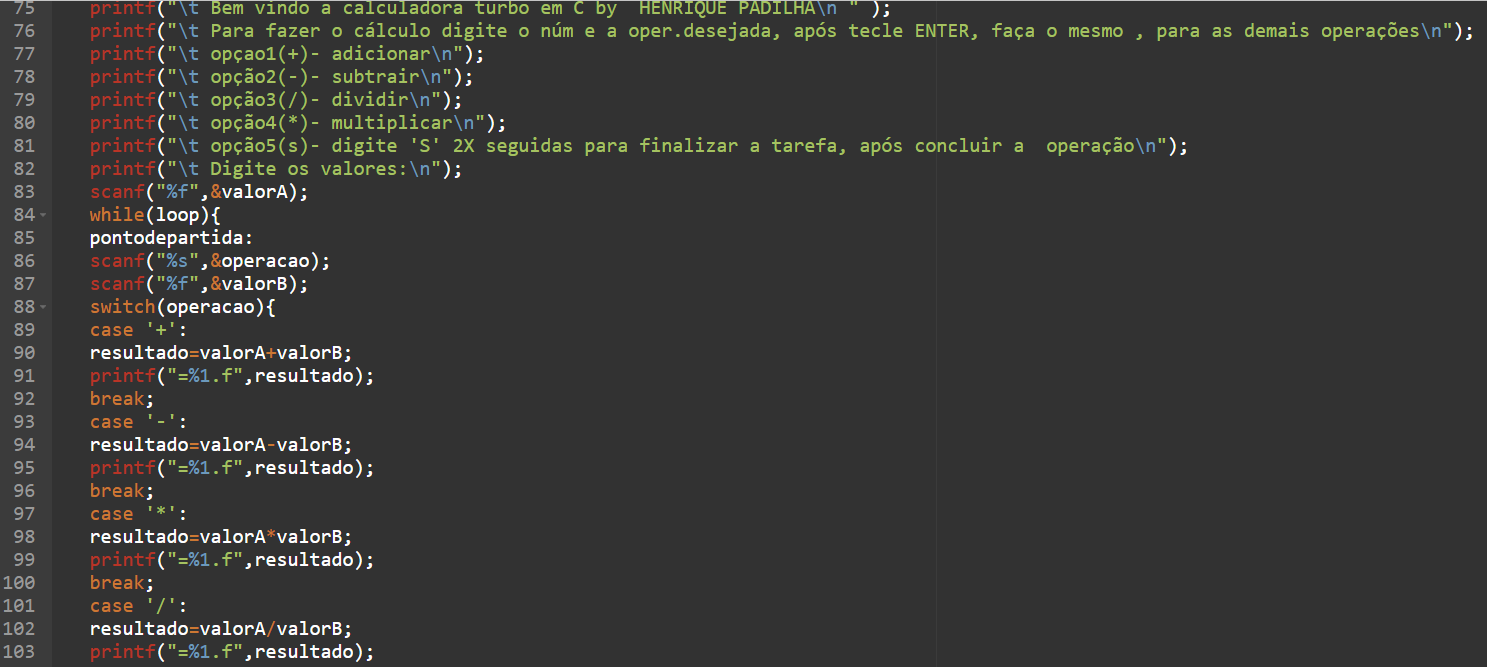 75 printf("\t Bem vindo a calculadora turbo em C by  HENRIQUE PADILHA\n " );
76 printf("\t Para fazer o cálculo digite o núm e a oper.desejada, após tecle ENTER, faça o mesmo , para as demais operações\n");
77 printf("\t opçao1(+)- adicionar\n");
78 printf("\t opção2(-)- subtrair\n");
79 printf("\t opção3(/)- dividir\n");
80 printf("\t opção4(*)- multiplicar\n");
81 printf("\t opção5(s)- digite 'S' 2X seguidas para finalizar a tarefa, após concluir a  operação\n");
82 printf("\t Digite os valores:\n");
83 scanf("%f",&valorA);
84 while(loop){
85 pontodepartida:
86 scanf("%s",&operacao);
87 scanf("%f",&valorB);
88 switch(operacao){
89 case '+':
90 resultado=valorA+valorB;
91 printf("=%1.f",resultado);
92 break;
93 case '-':
94 resultado=valorA-valorB;
95 printf("=%1.f",resultado);
96 break;
97 case '*':
98 resultado=valorA*valorB;
99 printf("=%1.f",resultado);
100 break;
101 case '/':
102 resultado=valorA/valorB;
103 printf("=%1.f",resultado);